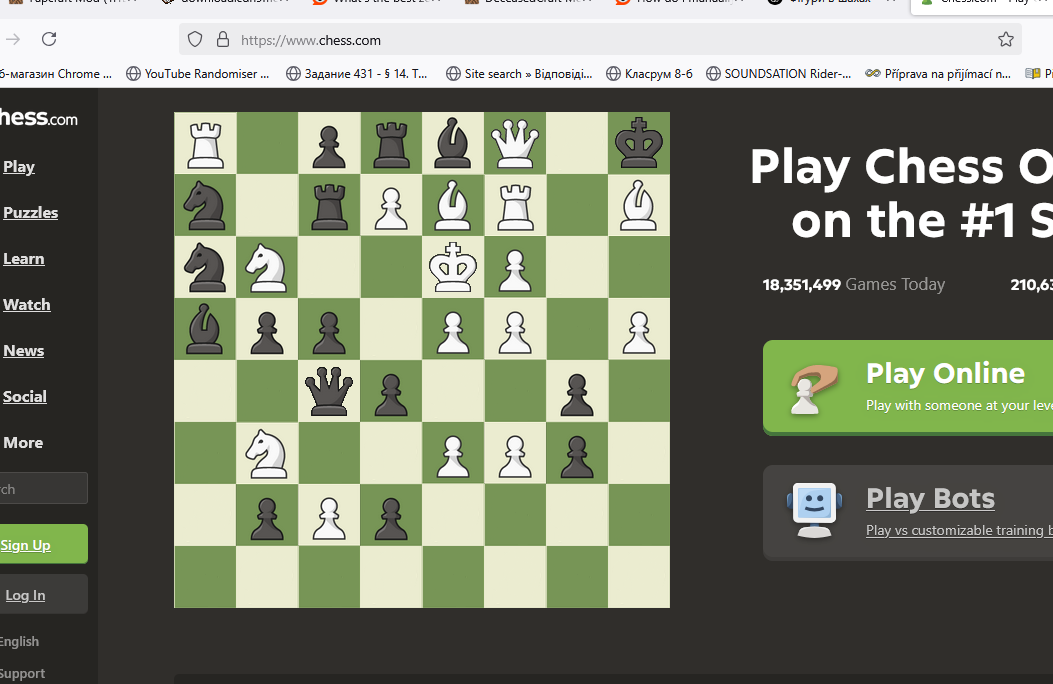 https://www.chess.com
б-магазин Chrome ...
YouTube Randomiser ...
Задание 431 - § 14. Т...
Site search » Відповіді...
Класрум 8-б
SOUNDSATION Rider-...
Příprava na přijímací n...
hess.com
Play
Puzzles
Learn
Watch
News
Social
More
rch
Sign Up
Log In
English
Support
Play Chess O
on the #1 S
18,351,499 Games Today
210,63
Play Online
Play with someone at your leve
Play Bots
Play vs customizable training b